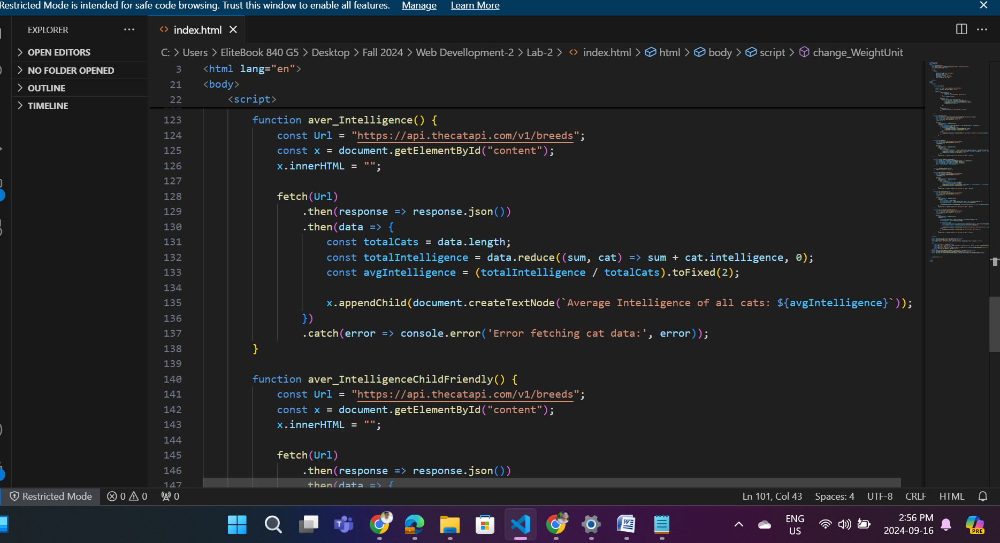 Restricted Mode is intended for safe code browsing. Trust this window to enable all features. Manage Learn More
EXPLORER
index.html
OPEN EDITORS
NO FOLDER OPENED
OUTLINE
TIMELINE
C: > Users > EliteBook 840 G5 > Desktop > Fall 2024 > Web Devellopment-2 > Lab-2 > index.html > html > body > script > change_WeightUnit
3 <html lang="en">
21 <body>
22 <script>
123 function aver_Intelligence() {
124 const Url = "https://api.thecatapi.com/v1/breeds";
125 const x = document.getElementById("content");
126 x.innerHTML = "";
127
128 fetch(Url)
129 .then(response => response.json())
130 .then(data => {
131 const totalCats = data.length;
132 const totalIntelligence = data.reduce((sum, cat) => sum + cat.intelligence, 0);
133 const avgIntelligence = (totalIntelligence / totalCats).toFixed(2);
134
135 x.appendChild(document.createTextNode(`Average Intelligence of all cats: ${avgIntelligence}`));
136 })
137 .catch(error => console.error('Error fetching cat data:', error));
138 }
139
140 function aver_IntelligenceChildFriendly() {
141 const Url = "https://api.thecatapi.com/v1/breeds";
142 const x = document.getElementById("content");
143 x.innerHTML = "";
144
145 fetch(Url)
146 .then(response => response.json())
147 .then(data => {
Restricted Mode 0 0 0 Ln 101, Col 43 Spaces: 4 UTF-8 CRLF HTML
ENG
US
2:56 PM
2024-09-16
PRE